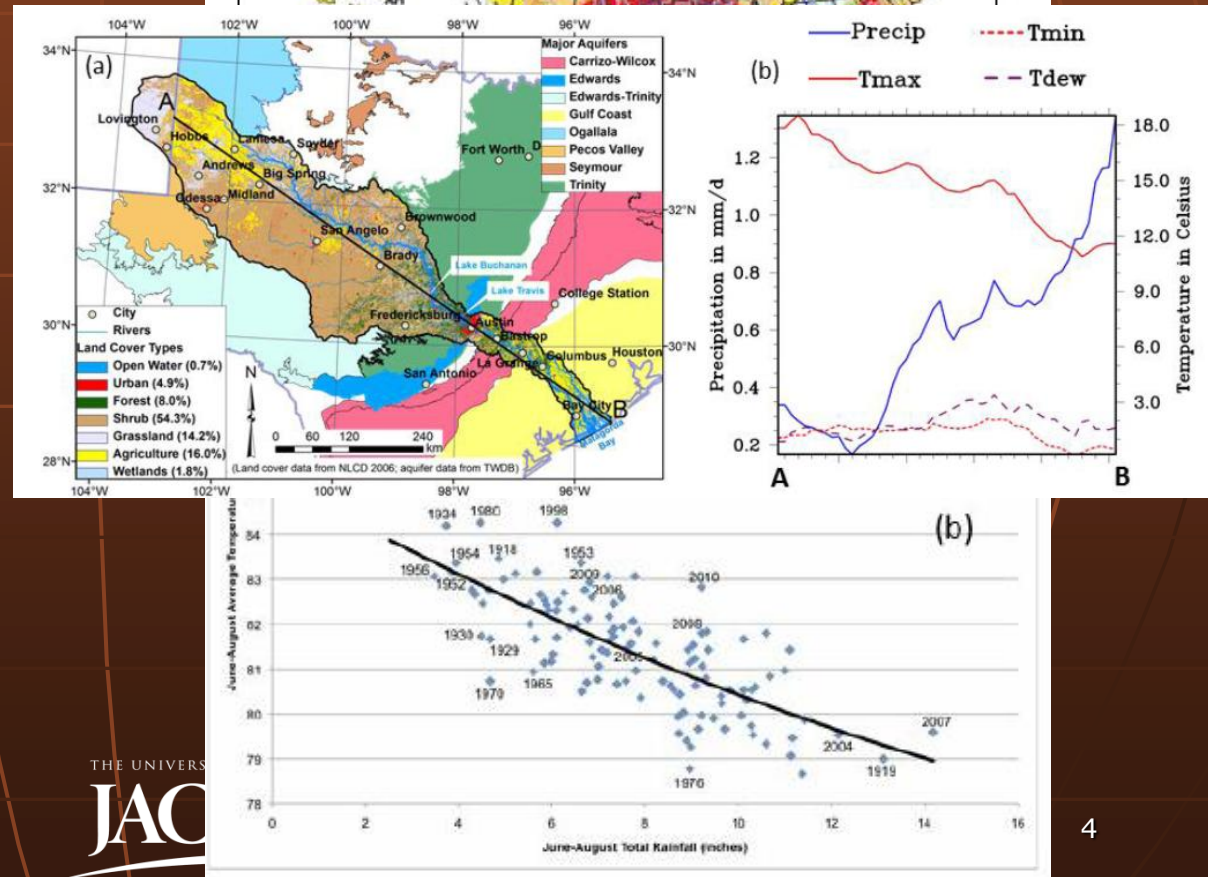 104°W 102°W 100°W 98°W 96°W
34°N
(a)
A
Lovington
Hobbs
Lamesa
Snyder
Andrews
Big Spring
Odessa
Midland
San Angelo
Brownwood
Brady
Fredericksburg
Lake Buchanan
Lake Travis
Austin
Bastrop
La Grange
Columbus
Houston
College Station
San Antonio
Bay City
B
Matagorda
Bay
Fort Worth
D
Major Aquifers
Carrizo-Wilcox
Edwards
Edwards-Trinity
Gulf Coast
Ogallala
Pecos Valley
Seymour
Trinity
34°N
32°N
32°N
30°N
30°N
28°N
City
Rivers
Land Cover Types
Open Water (0.7%)
Urban (4.9%)
Forest (8.0%)
Shrub (54.3%)
Grassland (14.2%)
Agriculture (16.0%)
Wetlands (1.8%)
N
0 60 120 240
km
(Land cover data from NLCD 2006; aquifer data from TWDB)
104°W 102°W 100°W 98°W 96°W
(b)
Precip
Tmin
Tmax
Tdew
Precipitation in mm/d
1.2
1.0
0.8
0.6
0.4
0.2
18.0
15.0
12.0
9.0
6.0
3.0
Temperature in Celsius
A B
(b)
June-August Average Temperatu
84
83
82
81
80
79
78
1934 1980 1998
1954 1918 1953
1956 1952 2009 2010
2006
1930 2008
1929
1970 1965
2007
2004
1919
1976
0 2 4 6 8 10 12 14 16
June-August Total Rainfall (inches)
THE UNIVERS
JAC
4